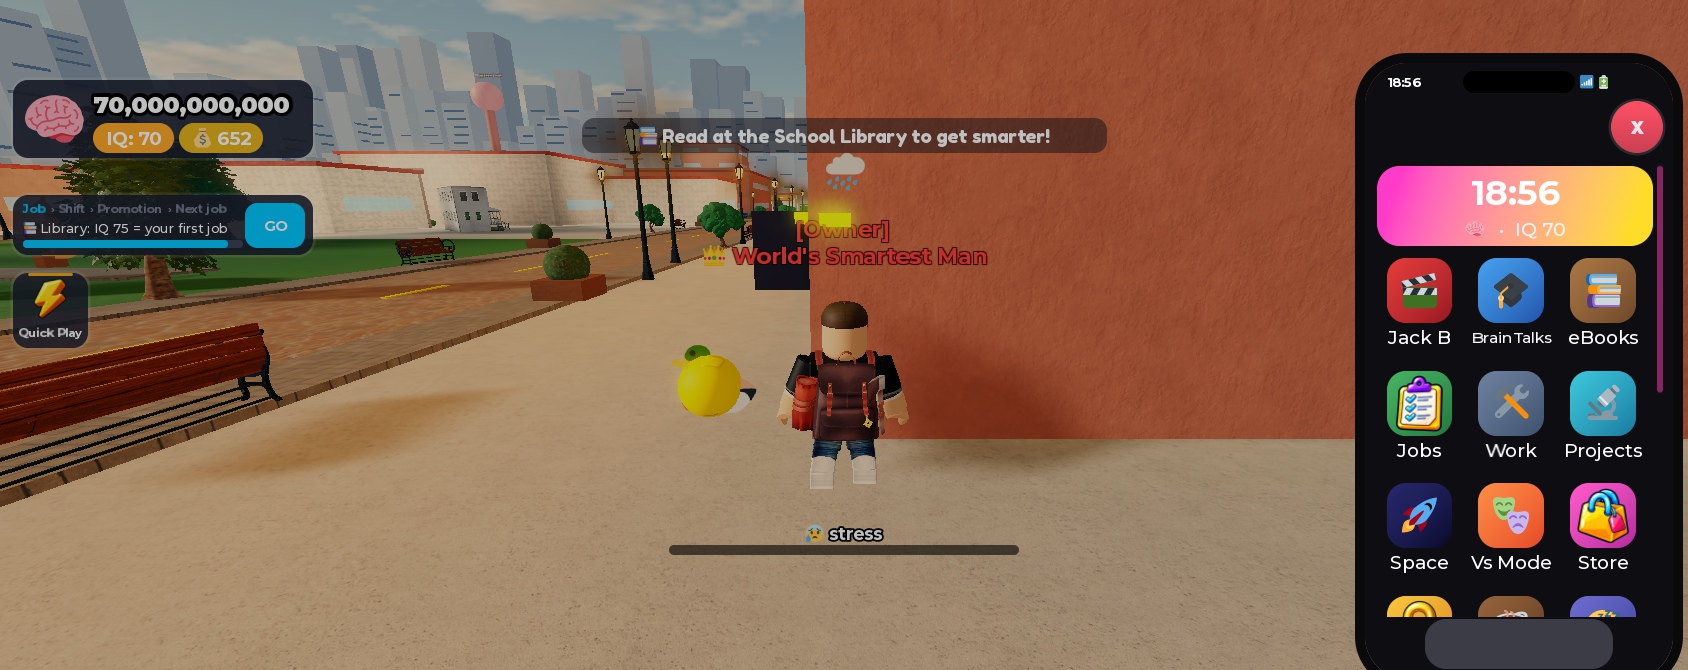 70,000,000,000
IQ: 70
652
Job › Shift › Promotion › Next job
Library: IQ 75 = your first job
GO
Quick Play
Read at the School Library to get smarter!
[Owner]
World's Smartest Man
stress
18:56
X
18:56
• IQ 70
Jack B
BrainTalks
eBooks
Jobs
Work
Projects
Space
Vs Mode
Store